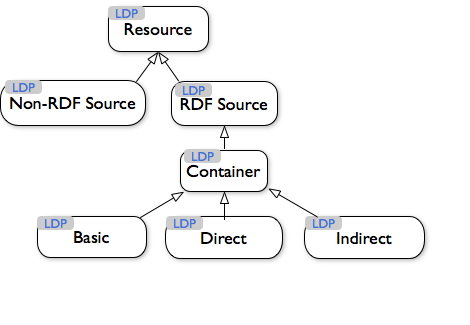 LDP
Resource
LDP
Non-RDF Source
LDP
RDF Source
LDP
Container
LDP
Basic
LDP
Direct
LDP
Indirect